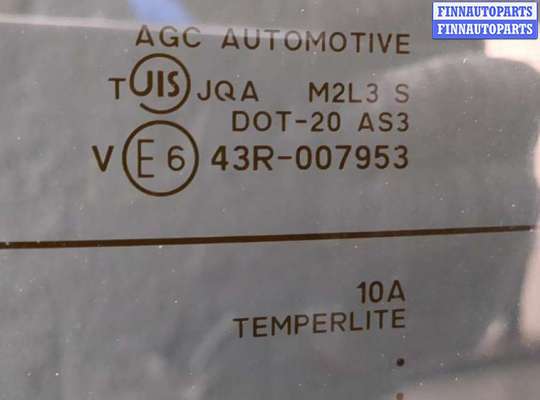 FINNAUTOPARTS
FINNAUTOPARTS
AGC AUTOMOTIVE
T JIS JQA M2L3 S
DOT-20 AS3
V E6 43R-007953
10A
TEMPERLITE